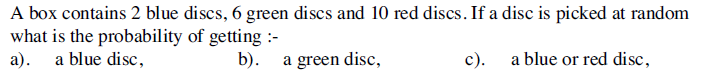 A box contains 2 blue discs, 6 green discs and 10 red discs. If a disc is picked at random
what is the probability of getting :-
a). a blue disc, b). a green disc, c). a blue or red disc,